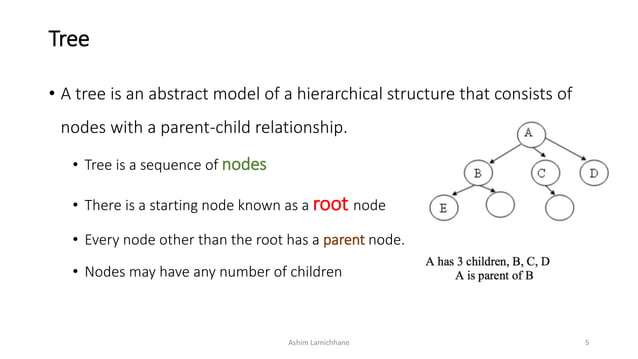 Tree
• A tree is an abstract model of a hierarchical structure that consists of
nodes with a parent-child relationship.
• Tree is a sequence of nodes
• There is a starting node known as a root node
• Every node other than the root has a parent node.
• Nodes may have any number of children
A
B
C
D
E
A has 3 children, B, C, D
A is parent of B
Ashim Lamichhane
5